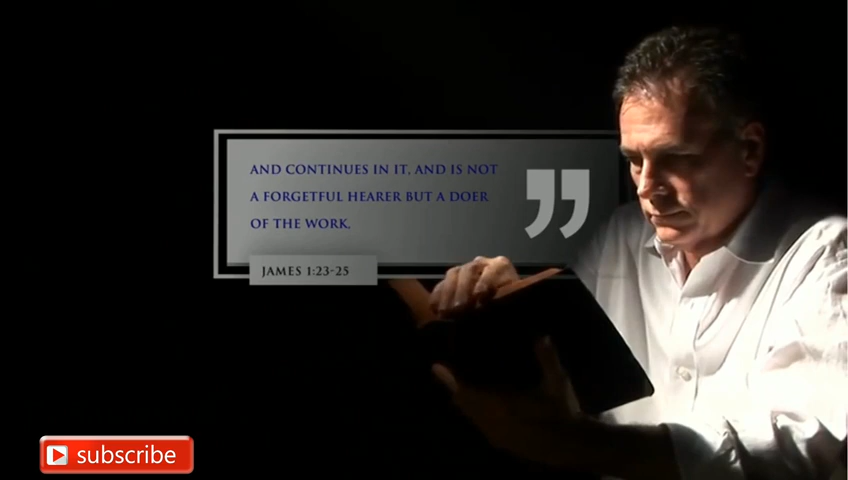 AND CONTINUES IN IT, AND IS NOT
A FORGETFUL HEARER BUT A DOER
OF THE WORK,
JAMES 1:23-25
subscribe